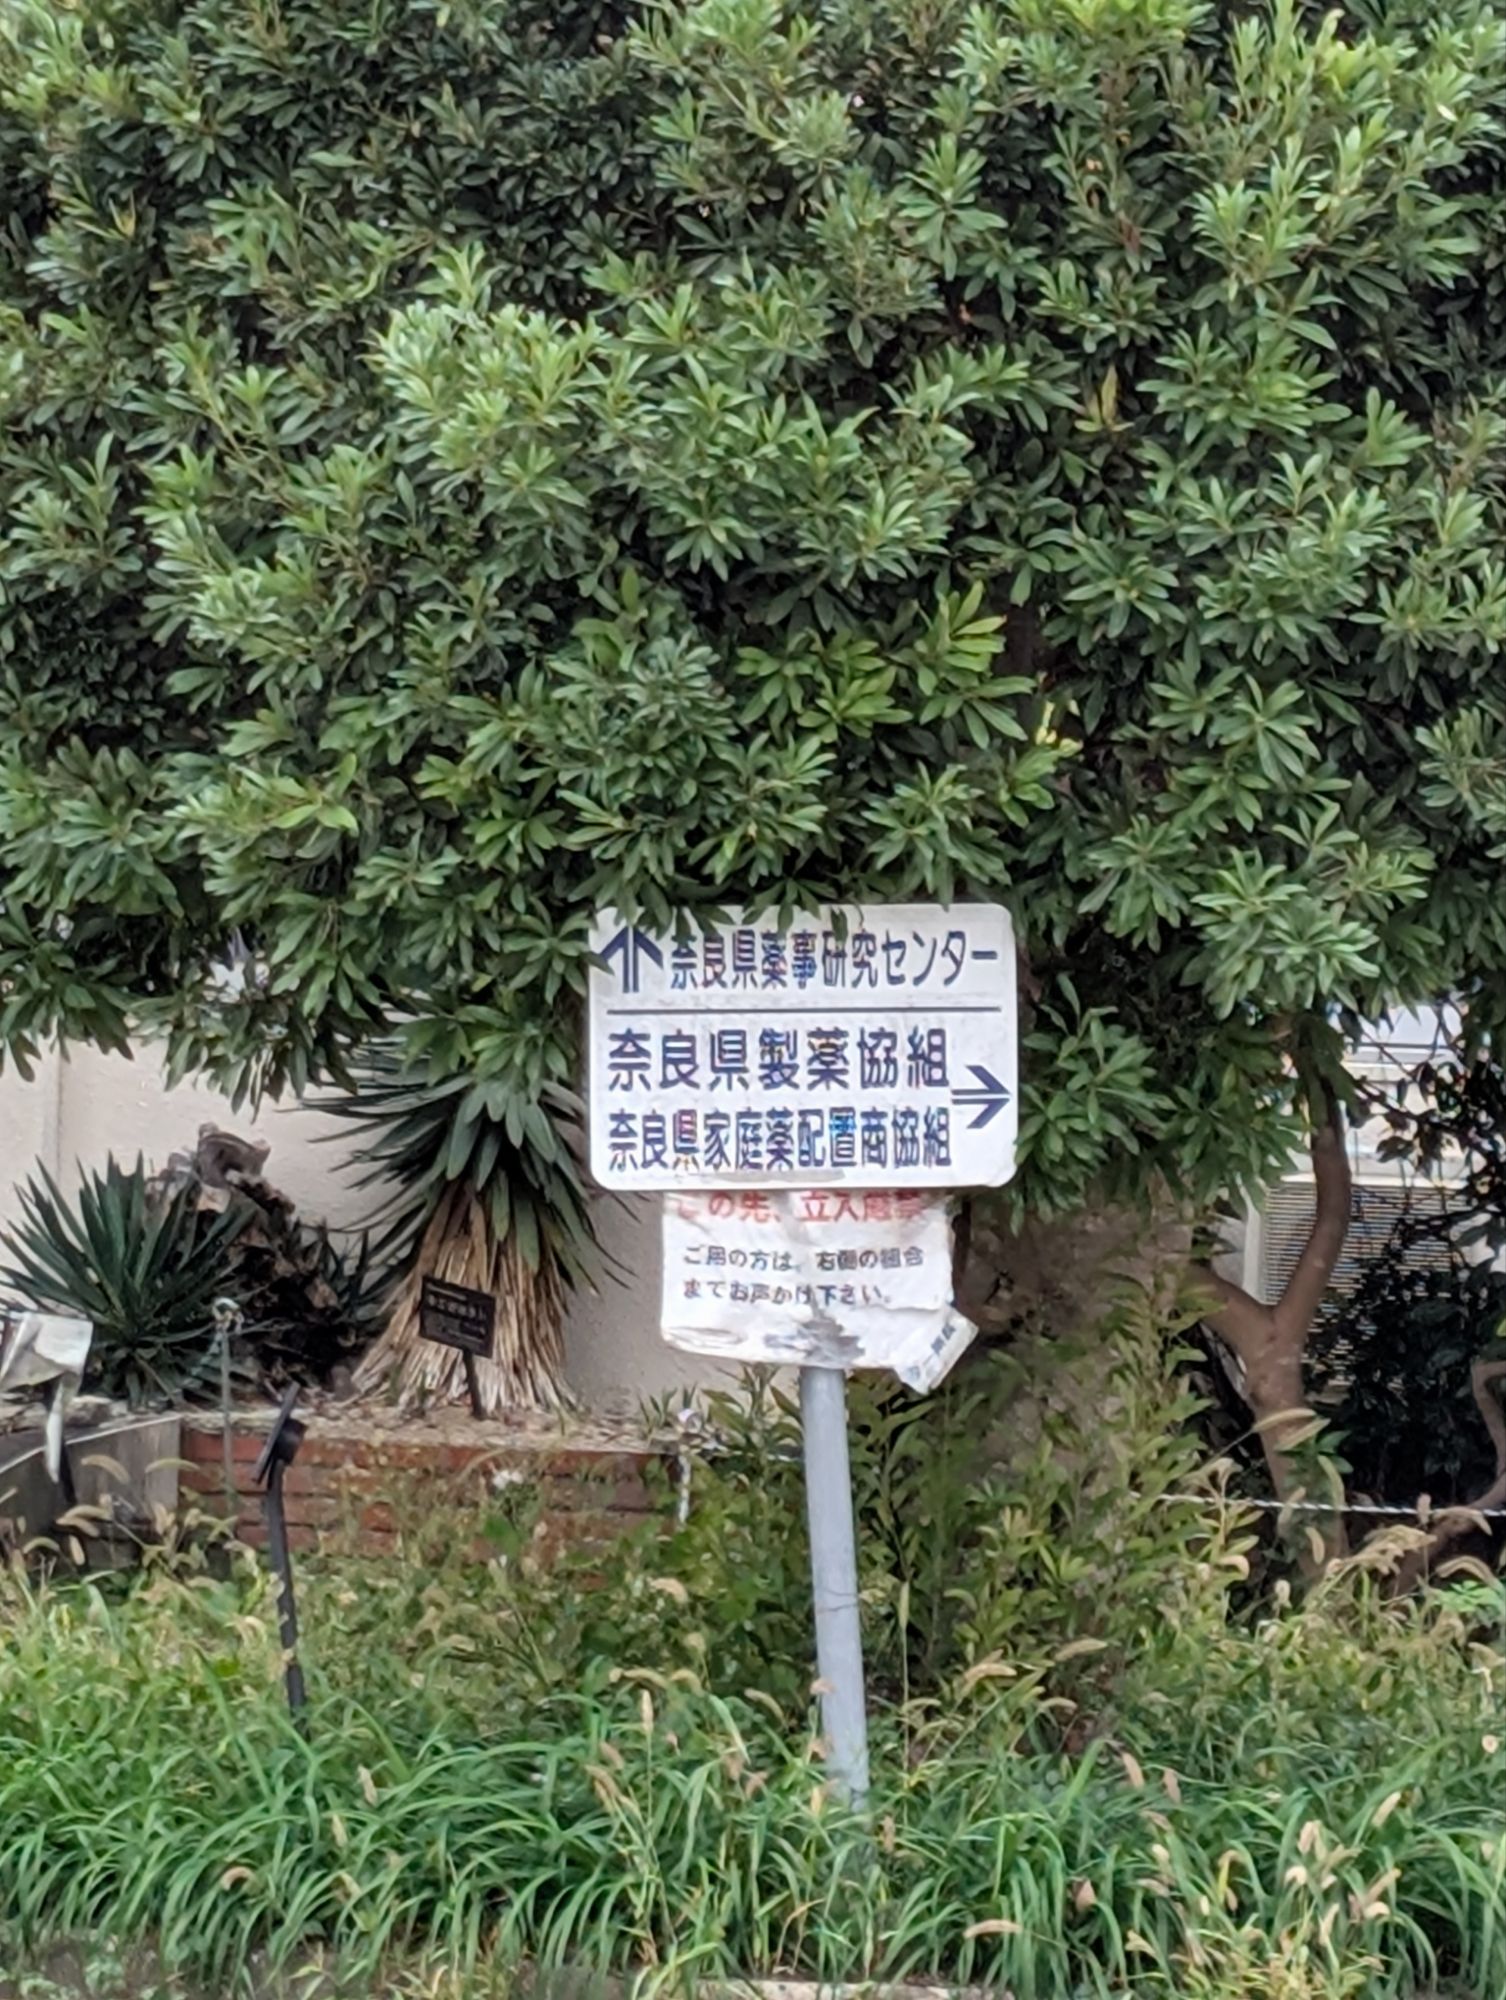 奈良県薬事研究センター
奈良県製薬協組
奈良県家庭薬配置商協組
この先、立入厳禁
ご用の方は、右側の組合
までお声かけ下さい。